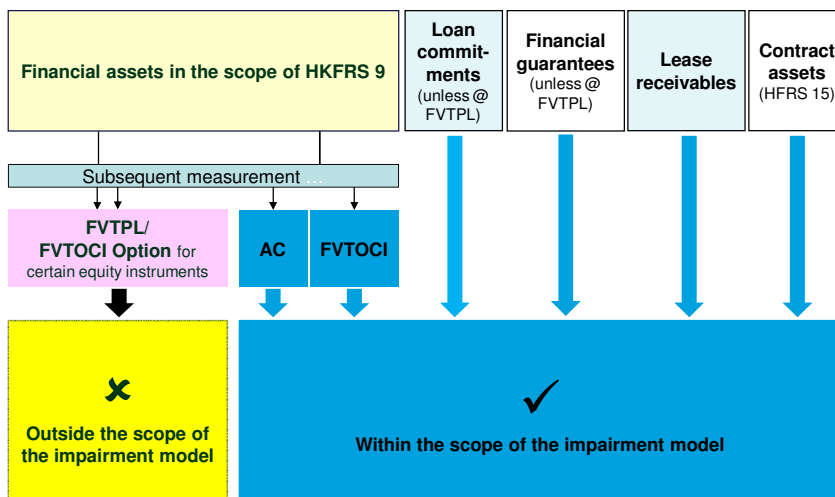 Financial assets in the scope of HKFRS 9
Loan
commit-
ments
(unless @
FVTPL)
Financial
guarantees
(unless @
FVTPL)
Lease
receivables
Contract
assets
(HFRS 15)
Subsequent measurement …
FVTPL/
FVTOCI Option for
certain equity instruments
AC
FVTOCI
✘
Outside the scope of
the impairment model
✓
Within the scope of the impairment model